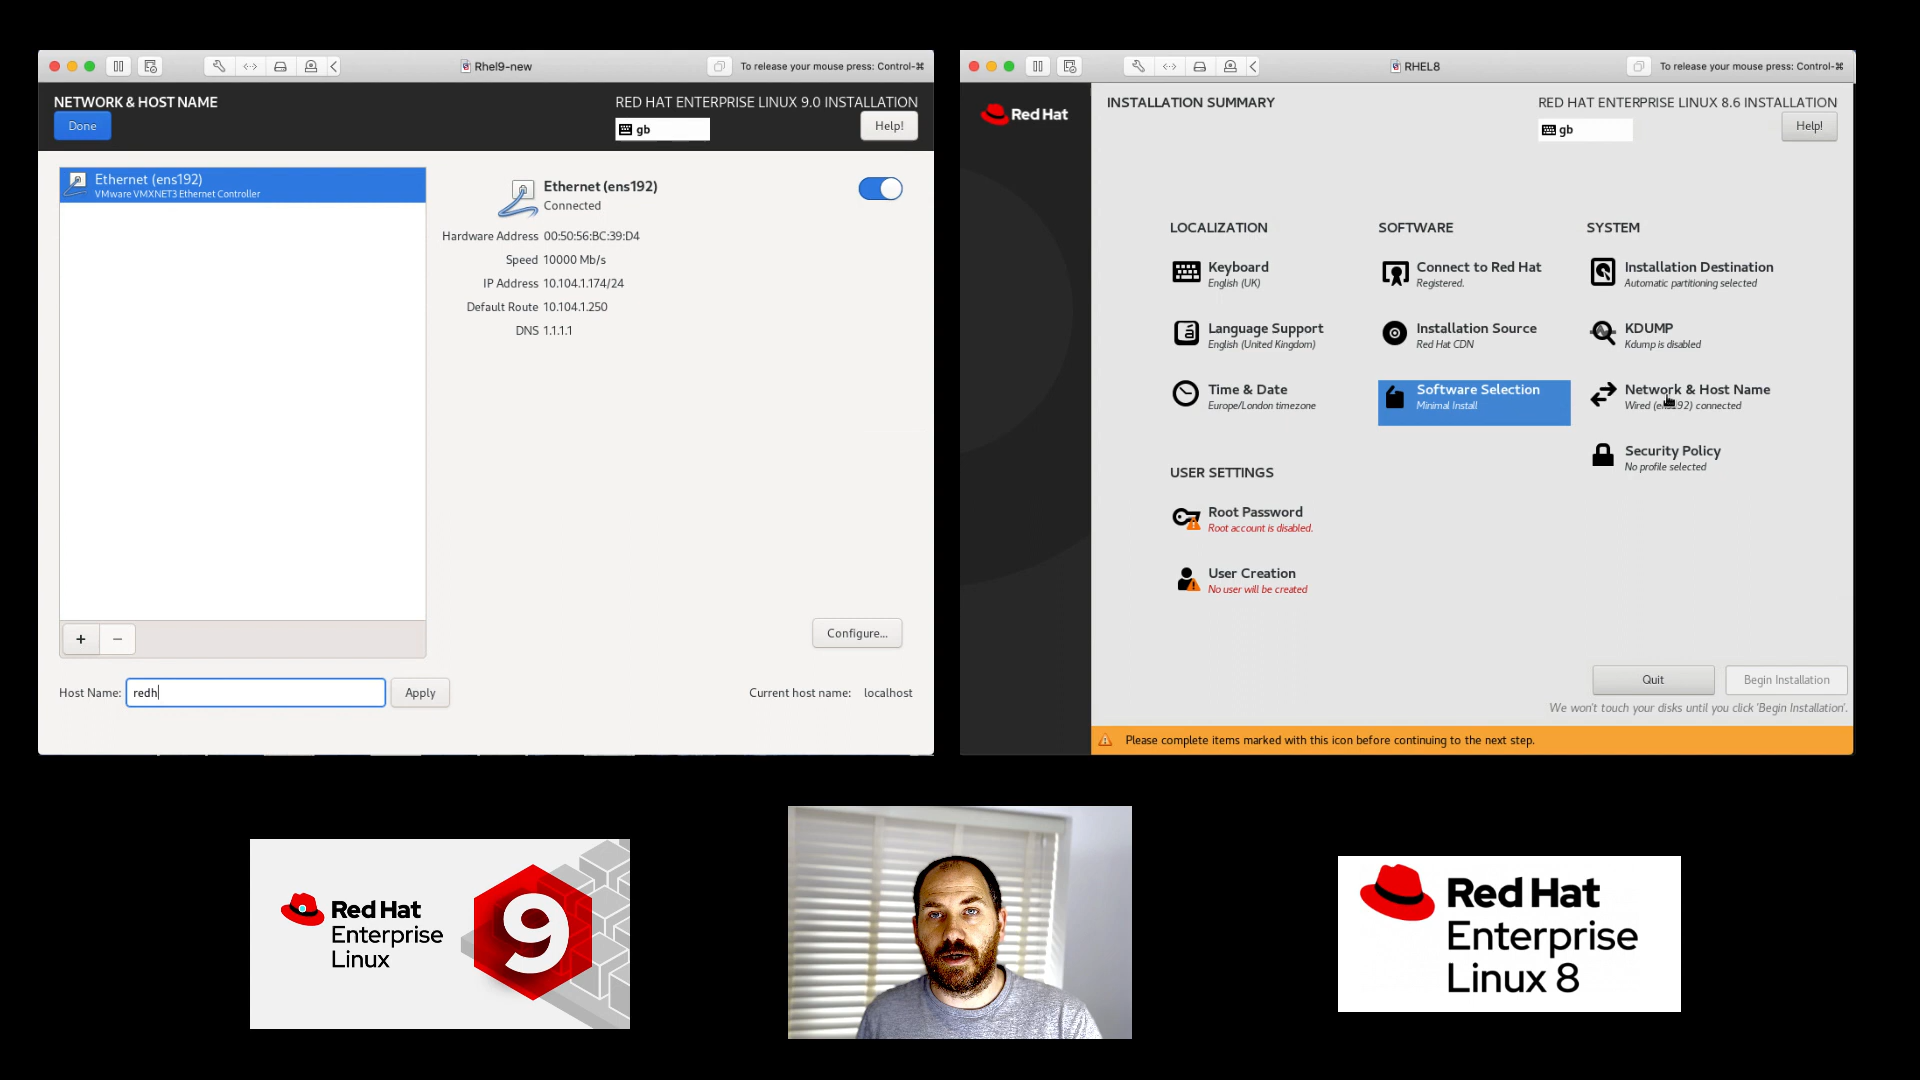 Rhel9-new
To release your mouse press: Control-⌘
NETWORK & HOST NAME
Done
RED HAT ENTERPRISE LINUX 9.0 INSTALLATION
gb
Help!
Ethernet (ens192)
VMware VMXNET3 Ethernet Controller
Ethernet (ens192)
Connected
Hardware Address 00:50:56:BC:39:D4
Speed 10000 Mb/s
IP Address 10.104.1.174/24
Default Route 10.104.1.250
DNS 1.1.1.1
+
−
Configure...
Host Name: redh
Apply
Current host name: localhost
RHEL8
To release your mouse press: Control-⌘
Red Hat
INSTALLATION SUMMARY
RED HAT ENTERPRISE LINUX 8.6 INSTALLATION
gb
Help!
LOCALIZATION
Keyboard
English (UK)
Language Support
English (United Kingdom)
Time & Date
Europe/London timezone
SOFTWARE
Connect to Red Hat
Registered.
Installation Source
Red Hat CDN
Software Selection
Minimal Install
SYSTEM
Installation Destination
Automatic partitioning selected
KDUMP
Kdump is disabled
Network & Host Name
Wired (ens192) connected
Security Policy
No profile selected
USER SETTINGS
Root Password
Root account is disabled.
User Creation
No user will be created
Quit
Begin Installation
We won't touch your disks until you click 'Begin Installation'.
Please complete items marked with this icon before continuing to the next step.
Red Hat
Enterprise
Linux
9
Red Hat
Enterprise
Linux 8